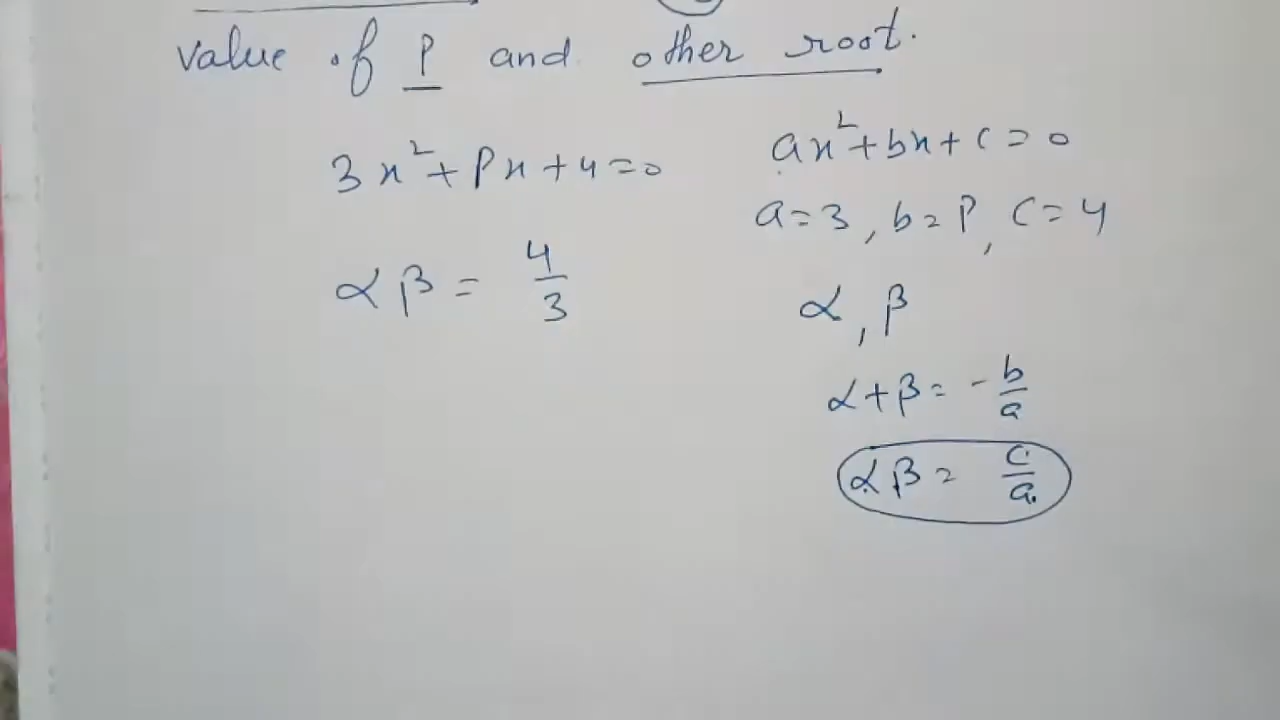 value of P and other root.
3x²+Px+4=0
αβ = 4/3
ax²+bx+c=0
a=3, b=P, c=4
α, β
α+β= -b/a
αβ= c/a